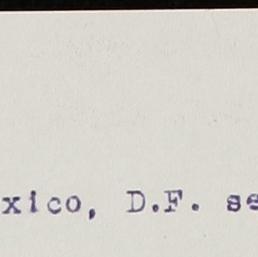 xico, D.F. se